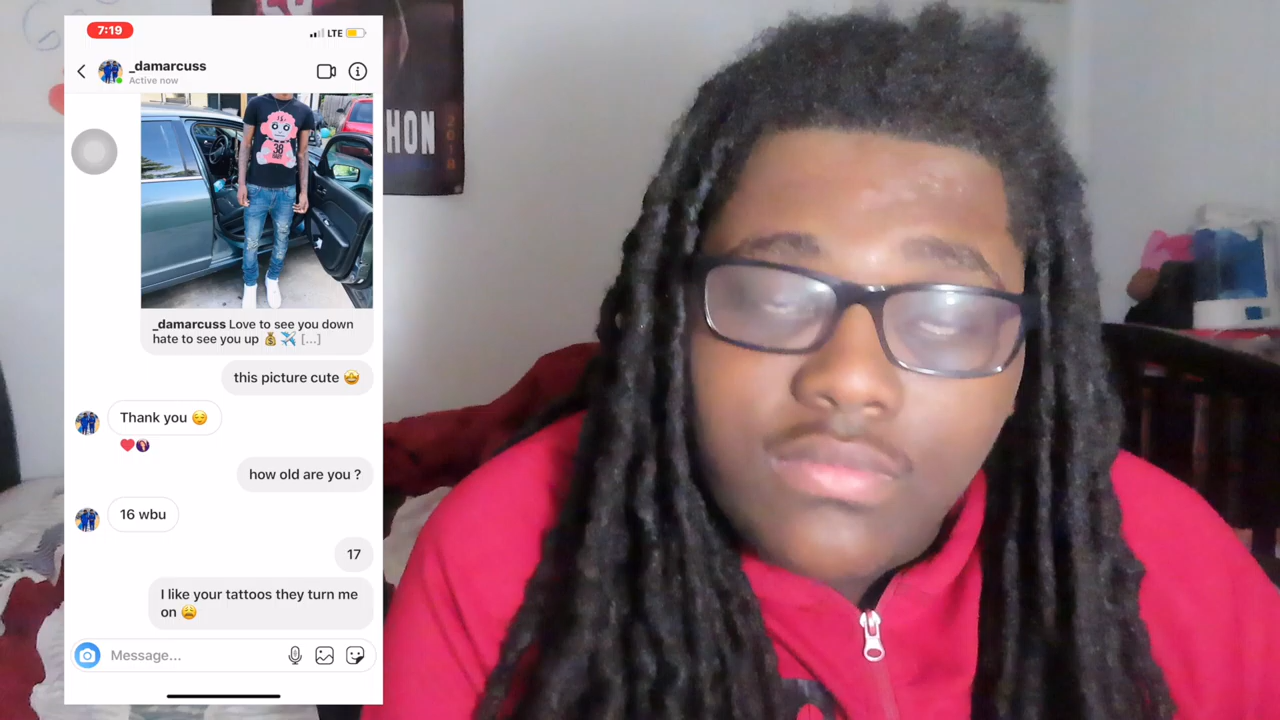 7:19
LTE
_damarcuss
Active now
HON
2018
38
_damarcuss Love to see you down
hate to see you up 💰 ✈️ [...]
this picture cute 🤩
Thank you 😌
how old are you ?
16 wbu
17
I like your tattoos they turn me
on 😩
Message...